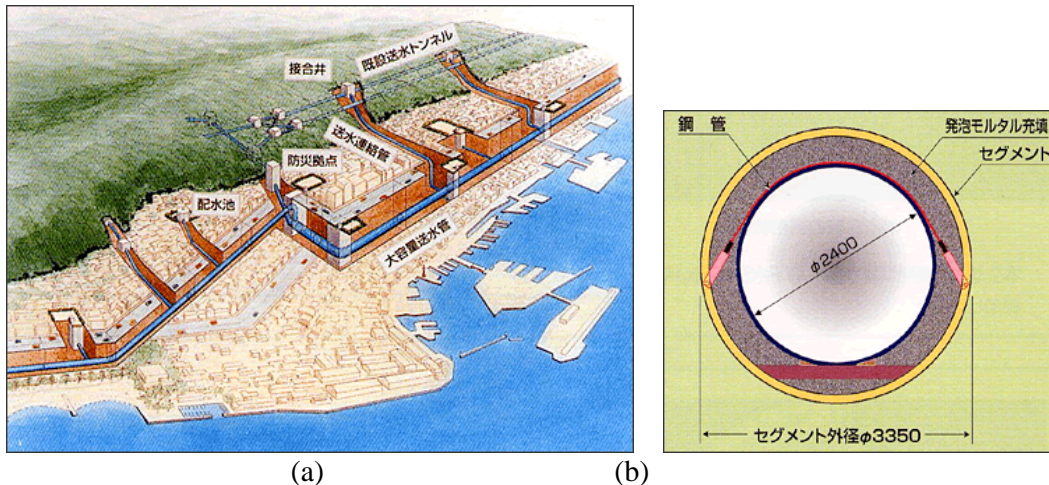 既設送水トンネル
接合井
送水連絡管
防災拠点
配水池
大容量送水管
鋼管
発泡モルタル充填
セグメント
φ2400
セグメント外径φ3350
(a)
(b)